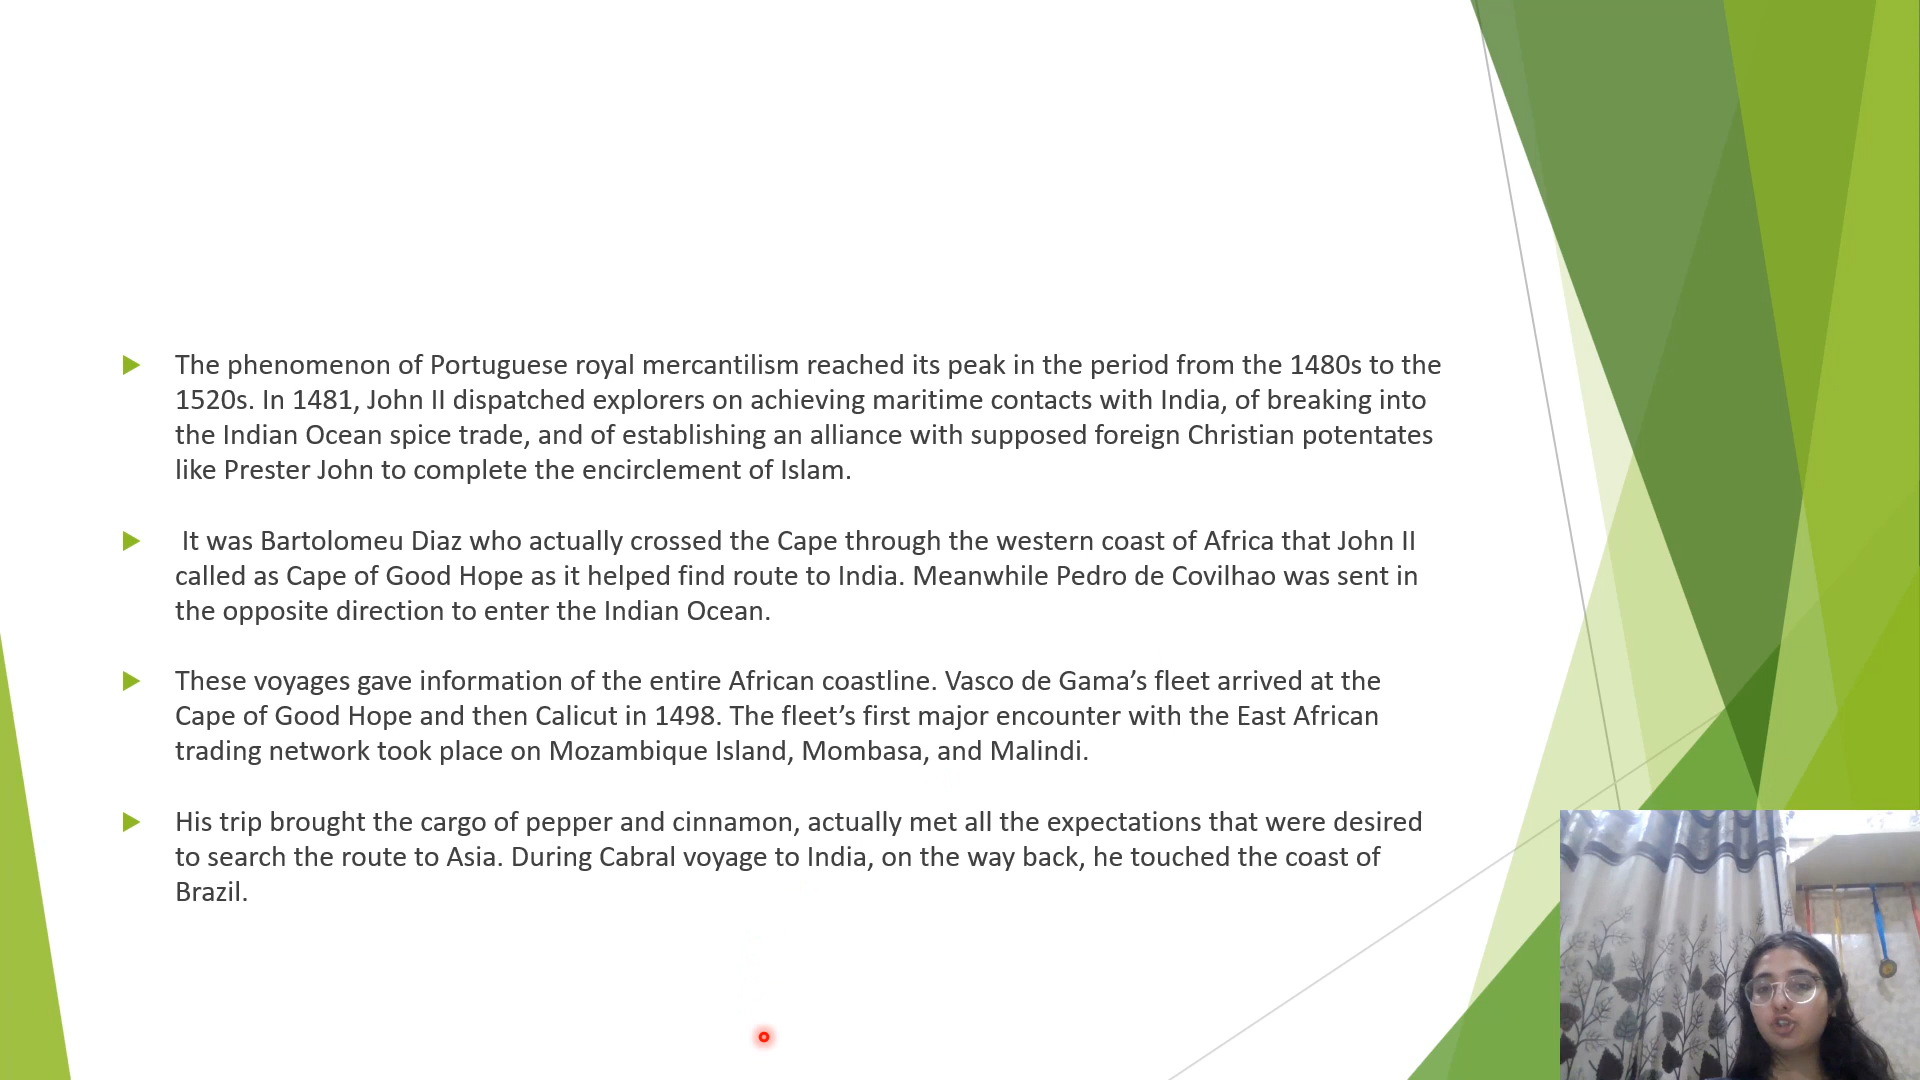 The phenomenon of Portuguese royal mercantilism reached its peak in the period from the 1480s to the
1520s. In 1481, John II dispatched explorers on achieving maritime contacts with India, of breaking into
the Indian Ocean spice trade, and of establishing an alliance with supposed foreign Christian potentates
like Prester John to complete the encirclement of Islam.
It was Bartolomeu Diaz who actually crossed the Cape through the western coast of Africa that John II
called as Cape of Good Hope as it helped find route to India. Meanwhile Pedro de Covilhao was sent in
the opposite direction to enter the Indian Ocean.
These voyages gave information of the entire African coastline. Vasco de Gama’s fleet arrived at the
Cape of Good Hope and then Calicut in 1498. The fleet’s first major encounter with the East African
trading network took place on Mozambique Island, Mombasa, and Malindi.
His trip brought the cargo of pepper and cinnamon, actually met all the expectations that were desired
to search the route to Asia. During Cabral voyage to India, on the way back, he touched the coast of
Brazil.